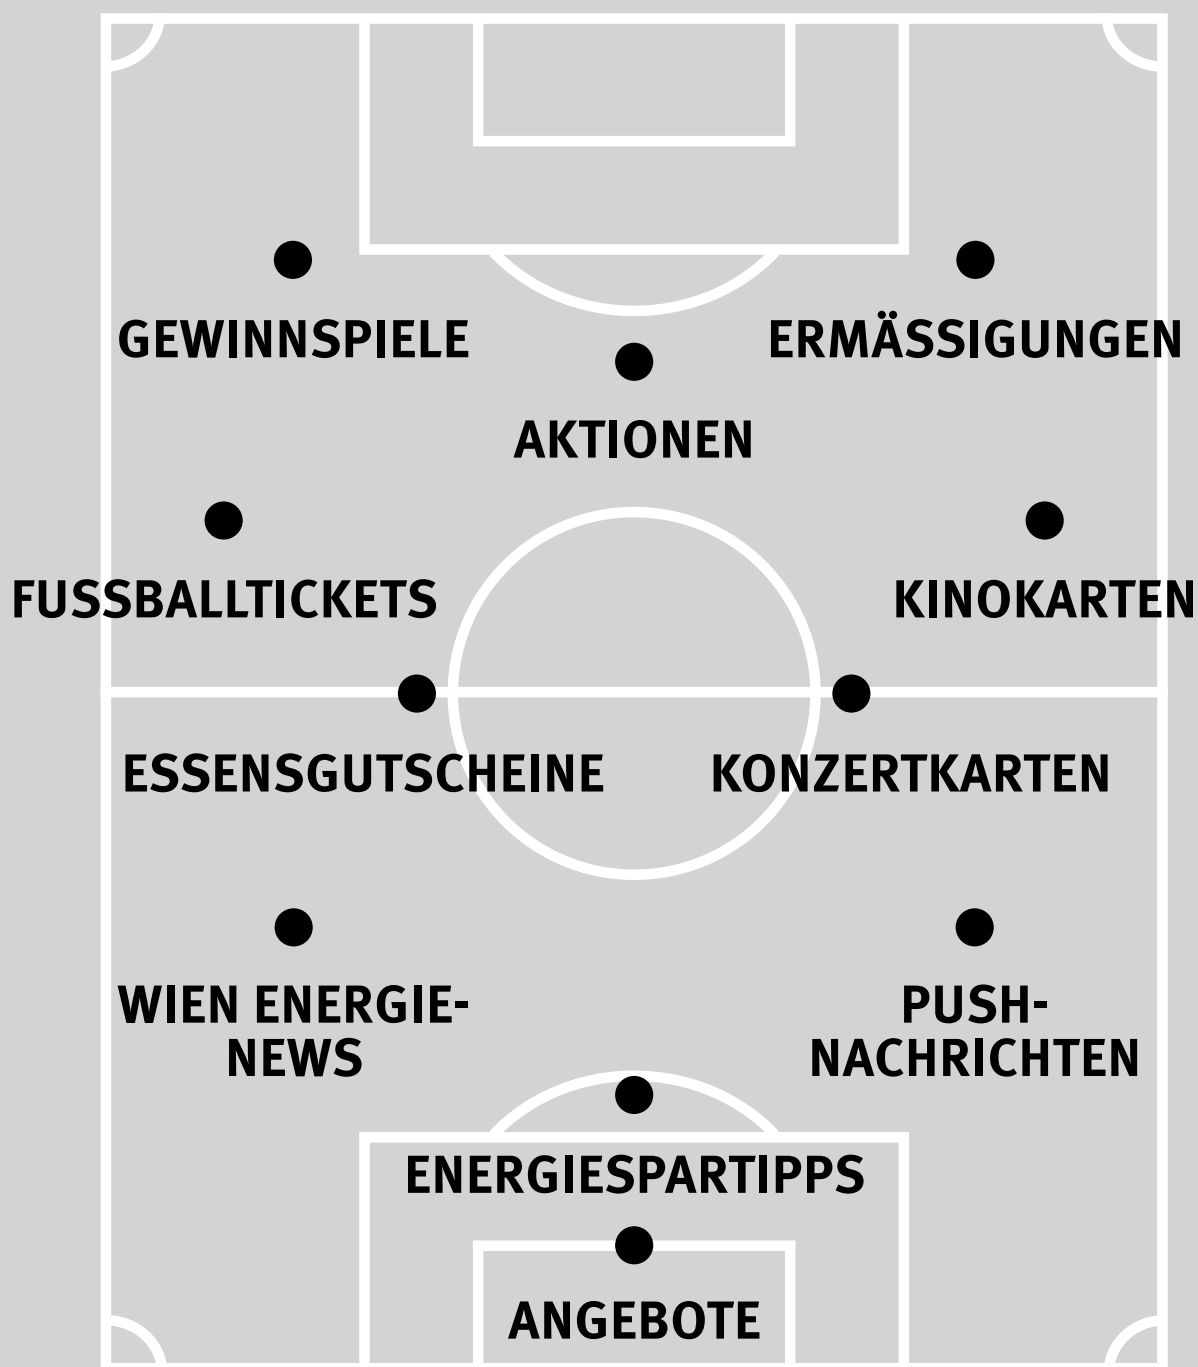 GEWINNSPIELE
ERMÄSSIGUNGEN
AKTIONEN
FUSSBALLTICKETS
KINOKARTEN
ESSENSGUTSCHEINE
KONZERTKARTEN
WIEN ENERGIE-
NEWS
PUSH-
NACHRICHTEN
ENERGIESPARTIPPS
ANGEBOTE